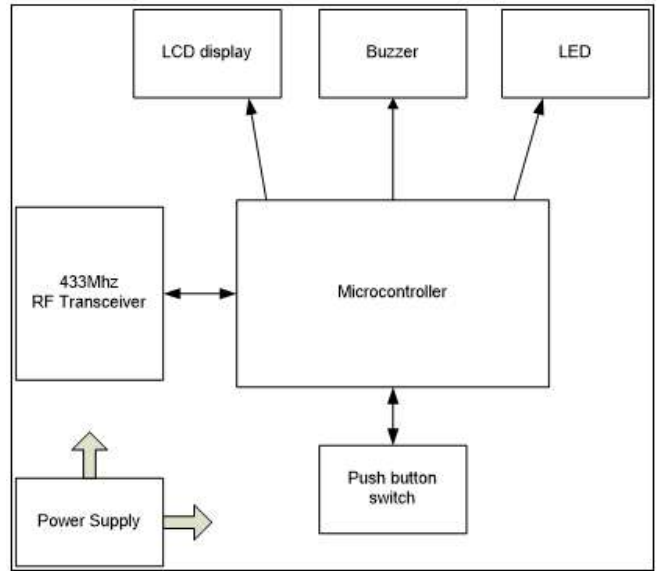 LCD display
Buzzer
LED
433Mhz
RF Transceiver
Microcontroller
Push button
switch
Power Supply